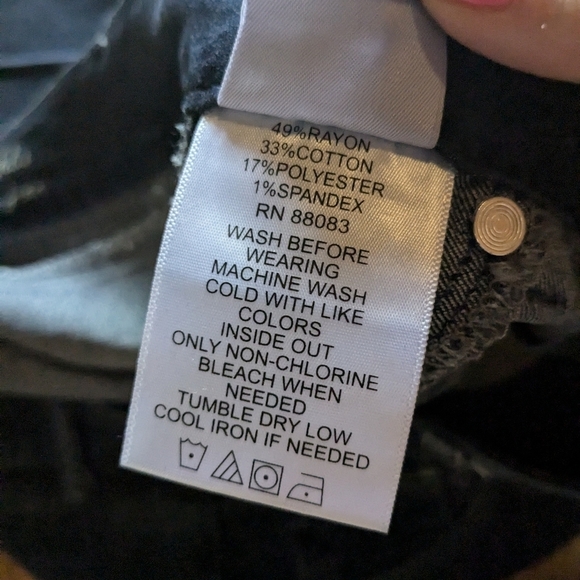 49%RAYON
33%COTTON
17%POLYESTER
1%SPANDEX
RN 88083
WASH BEFORE
WEARING
MACHINE WASH
COLD WITH LIKE
COLORS
INSIDE OUT
ONLY NON-CHLORINE
BLEACH WHEN
NEEDED
TUMBLE DRY LOW
COOL IRON IF NEEDED